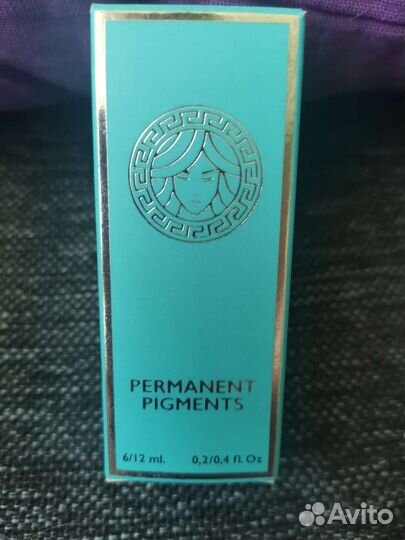 PERMANENT
PIGMENTS
6/12 ml. 0,2/0,4 fl. Oz
Avito